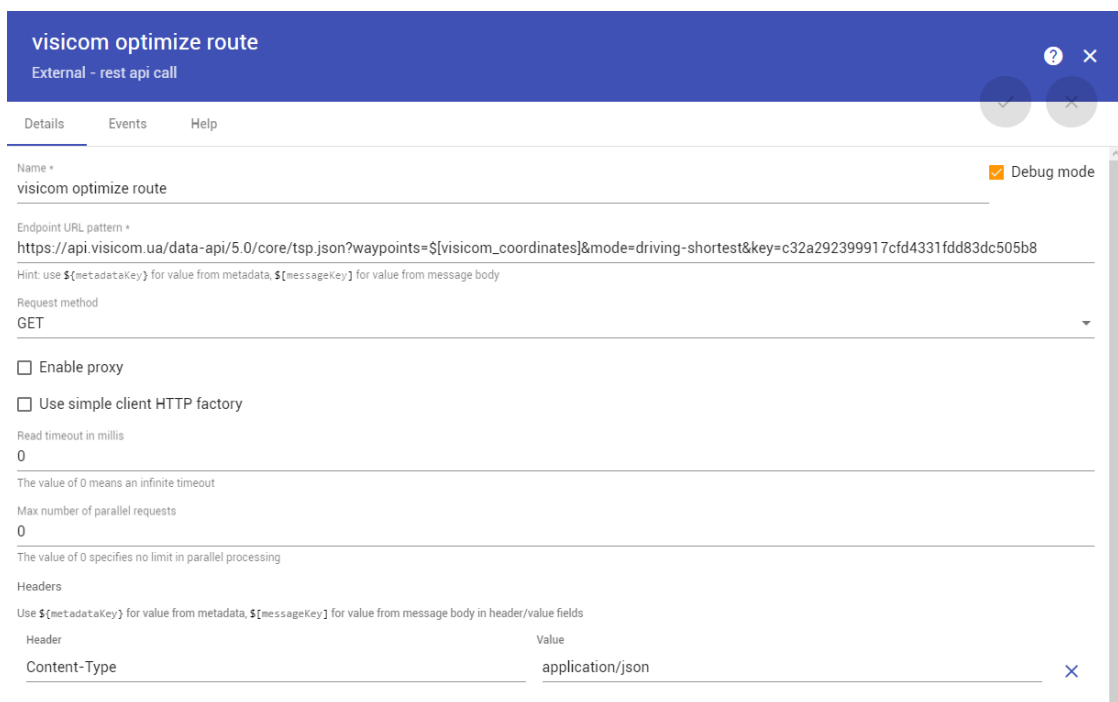 visicom optimize route
External - rest api call
Details Events Help
Name *
visicom optimize route
Debug mode
Endpoint URL pattern *
https://api.visicom.ua/data-api/5.0/core/tsp.json?waypoints=$[visicom_coordinates]&mode=driving-shortest&key=c32a292399917cfd4331fdd83dc505b8
Hint: use ${metadataKey} for value from metadata, $[messageKey] for value from message body
Request method
GET
Enable proxy
Use simple client HTTP factory
Read timeout in millis
0
The value of 0 means an infinite timeout
Max number of parallel requests
0
The value of 0 specifies no limit in parallel processing
Headers
Use ${metadataKey} for value from metadata, $[messageKey] for value from message body in header/value fields
Header Value
Content-Type application/json